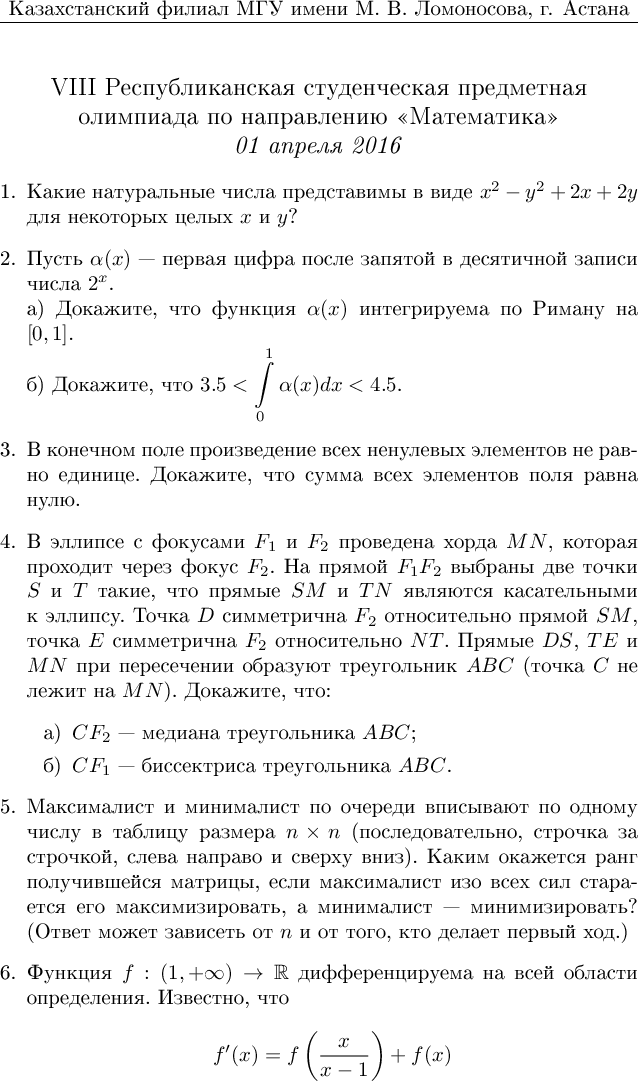 Казахстанский филиал МГУ имени М. В. Ломоносова, г. Астана
VIII Республиканская студенческая предметная
олимпиада по направлению «Математика»
01 апреля 2016
1. Какие натуральные числа представимы в виде $x^2 - y^2 + 2x + 2y$
для некоторых целых $x$ и $y$?
2. Пусть $\alpha(x)$ — первая цифра после запятой в десятичной записи
числа $2^x$.
а) Докажите, что функция $\alpha(x)$ интегрируема по Риману на
$[0, 1]$.
б) Докажите, что $3.5 < \int\limits_0^1 \alpha(x)dx < 4.5$.
3. В конечном поле произведение всех ненулевых элементов не рав-
но единице. Докажите, что сумма всех элементов поля равна
нулю.
4. В эллипсе с фокусами $F_1$ и $F_2$ проведена хорда $MN$, которая
проходит через фокус $F_2$. На прямой $F_1F_2$ выбраны две точки
$S$ и $T$ такие, что прямые $SM$ и $TN$ являются касательными
к эллипсу. Точка $D$ симметрична $F_2$ относительно прямой $SM$,
точка $E$ симметрична $F_2$ относительно $NT$. Прямые $DS$, $TE$ и
$MN$ при пересечении образуют треугольник $ABC$ (точка $C$ не
лежит на $MN$). Докажите, что:
а) $CF_2$ — медиана треугольника $ABC$;
б) $CF_1$ — биссектриса треугольника $ABC$.
5. Максималист и минималист по очереди вписывают по одному
числу в таблицу размера $n \times n$ (последовательно, строчка за
строчкой, слева направо и сверху вниз). Каким окажется ранг
получившейся матрицы, если максималист изо всех сил стара-
ется его максимизировать, а минималист — минимизировать?
(Ответ может зависеть от $n$ и от того, кто делает первый ход.)
6. Функция $f : (1, +\infty) \to \mathbb{R}$ дифференцируема на всей области
определения. Известно, что
$f'(x) = f\left(\frac{x}{x-1}\right) + f(x)$